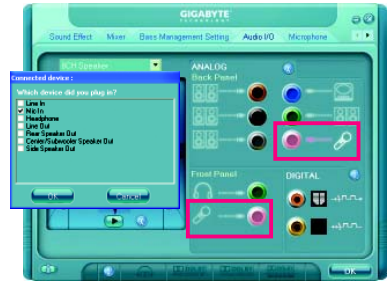 GIGABYTE
Sound Effect Mixer Bass Management Setting Audio I/O Microphone
Connected device :
Which device did you plug in?
Line In
Mic In
Headphone
Line Out
Rear Speaker Out
Center/Subwoofer Speaker Out
Side Speaker Out
OK Cancel
ANALOG
Back Panel
Front Panel
DIGITAL
OK